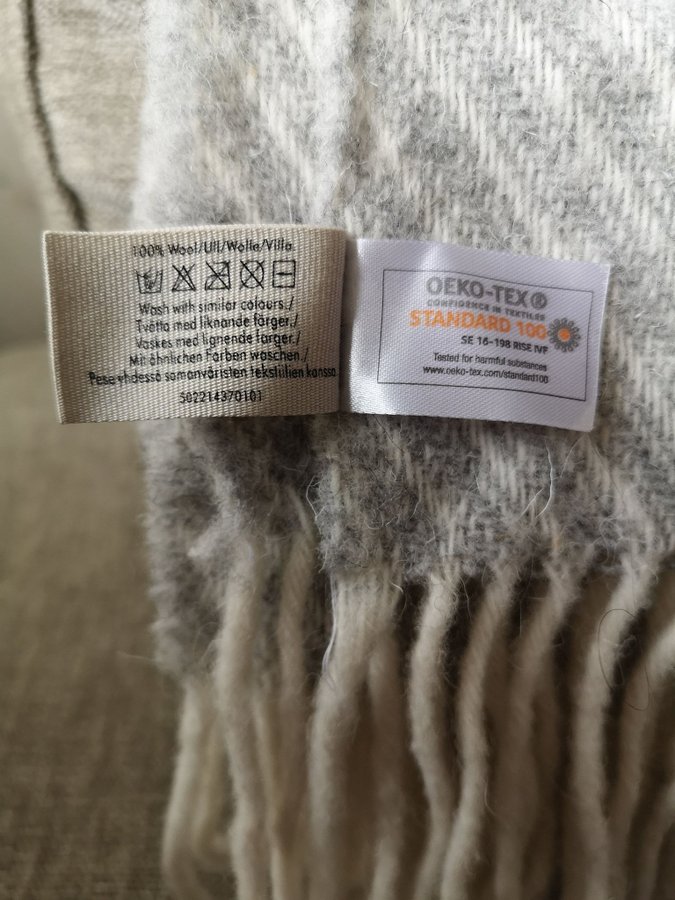 100% Wool/Ull/Wolle/Villa.
Wash with similar colours./
Tvätta med liknande färger./
Vaskes med lignende farger./
Mit ähnlichen Farben waschen./
Pese yhdessä samanväristen tekstiilien kanssa.
502214370101
OEKO-TEX®
CONFIDENCE IN TEXTILES
STANDARD 100
SE 16-198 RISE IVF
Tested for harmful substances
www.oeko-tex.com/standard100